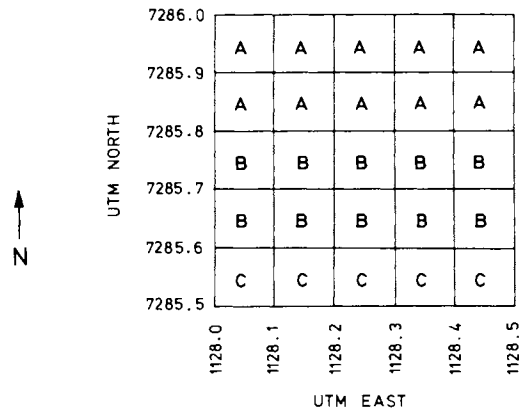 7286.0
A A A A A
7285.9
A A A A A
7285.8
B B B B B
7285.7
B B B B B
7285.6
C C C C C
7285.5
UTM NORTH
N
1128.0 1128.1 1128.2 1128.3 1128.4 1128.5
UTM EAST